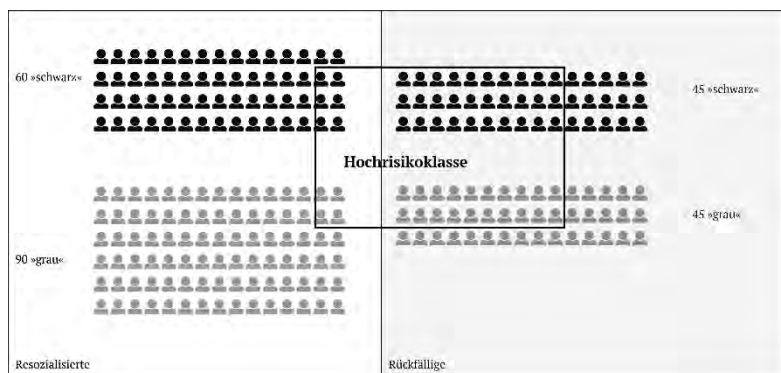 60 »schwarz«
45 »schwarz«
Hochrisikoklasse
45 »grau«
90 »grau«
Resozialisierte
Rückfällige